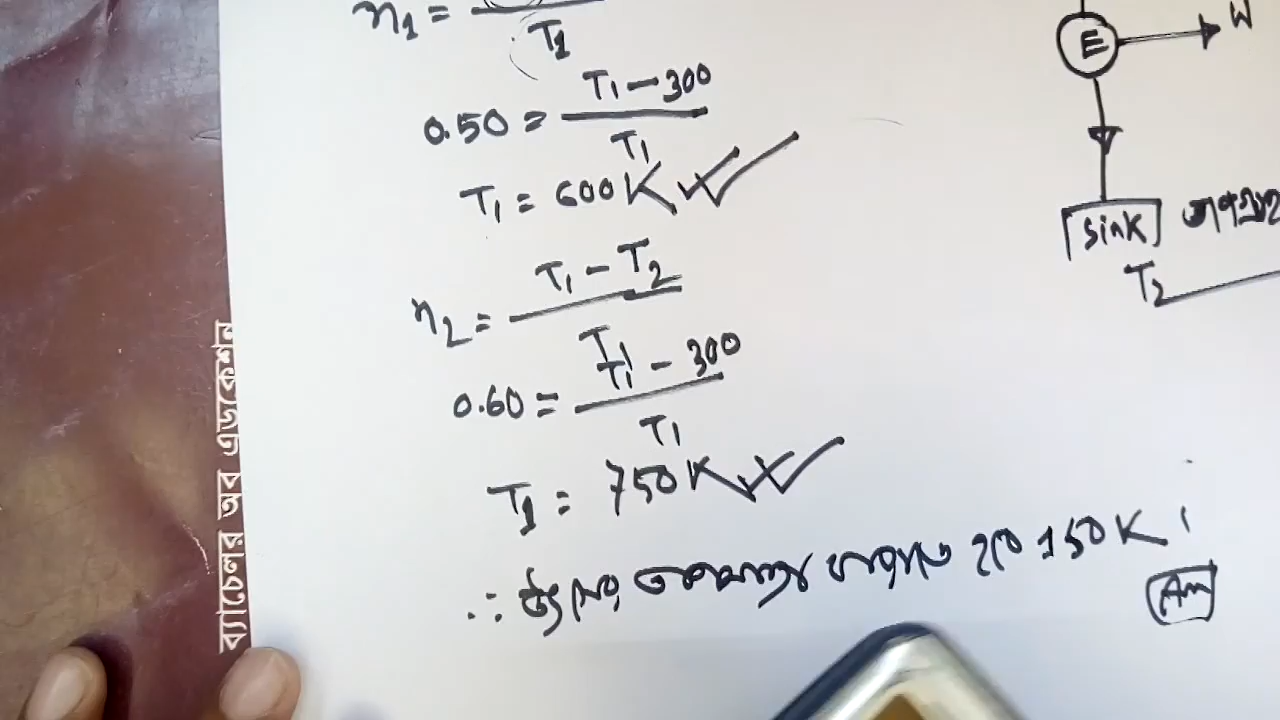 η₁ = ―― T₁
0.50 = (T₁ − 300) / T₁
T₁ = 600 K
η₂ = (T₁ − T₂) / T₁
0.60 = (T₁ − 300) / T₁
T₁ = 750 K
∴ উৎসের তাপমাত্রা বাড়াতে হবে 150 K।
Ans
E W
sink
T₂
ব্যাচেলর অব এডুকেশন